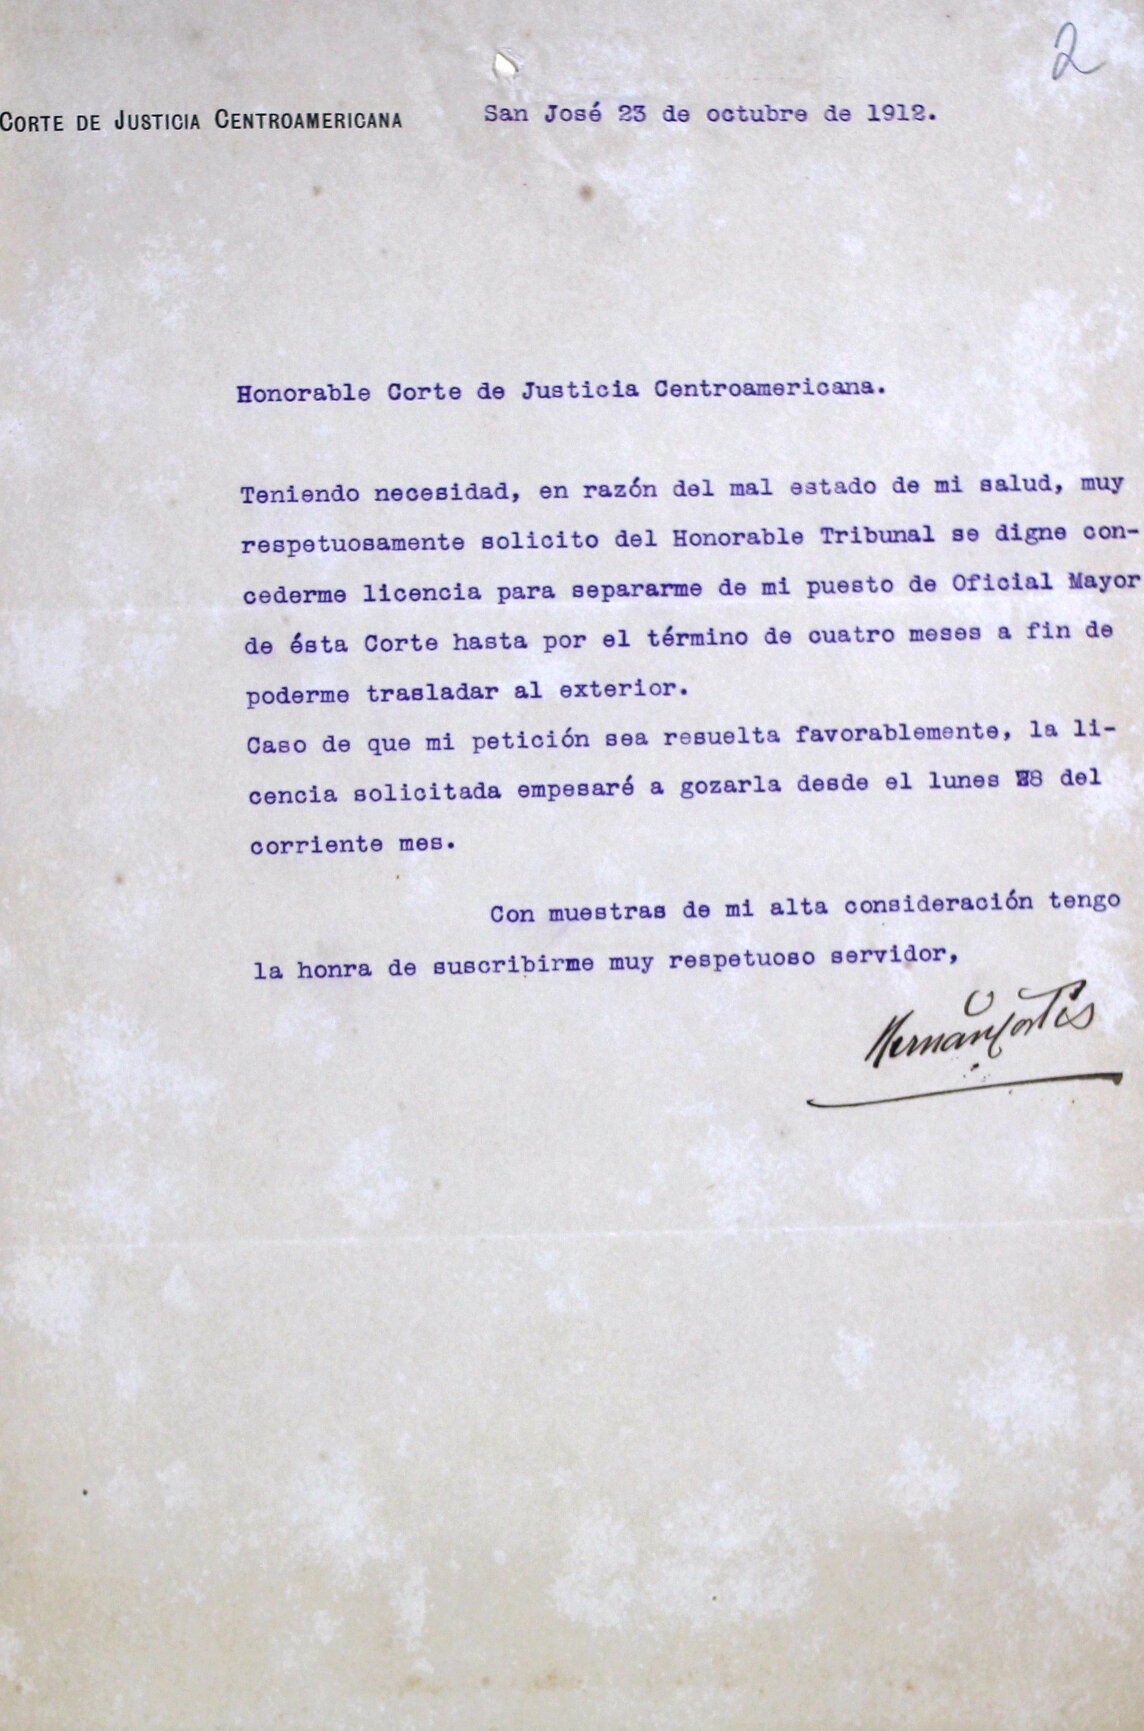 2
CORTE DE JUSTICIA CENTROAMERICANA San José 23 de octubre de 1912.
Honorable Corte de Justicia Centroamericana.
Teniendo necesidad, en razón del mal estado de mi salud, muy
respetuosamente solicito del Honorable Tribunal se digne con-
cederme licencia para separarme de mi puesto de Oficial Mayor
de ésta Corte hasta por el término de cuatro meses a fin de
poderme trasladar al exterior.
Caso de que mi petición sea resuelta favorablemente, la li-
cencia solicitada empesaré a gozarla desde el lunes 28 del
corriente mes.
Con muestras de mi alta consideración tengo
la honra de suscribirme muy respetuoso servidor,
Hernán Cortés